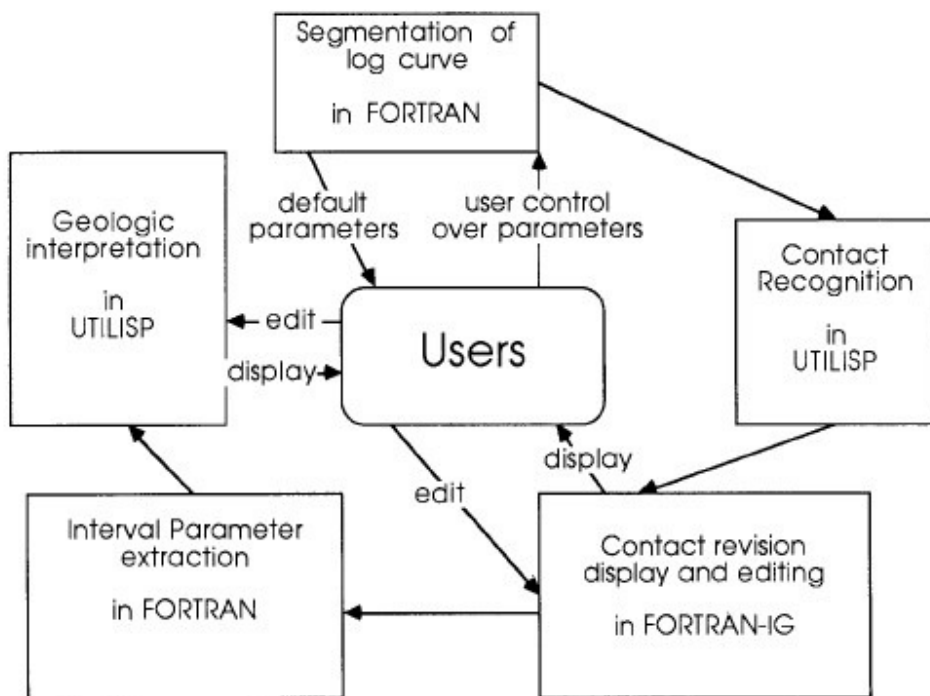 Segmentation of
log curve
in FORTRAN
default
parameters
user control
over parameters
Geologic
interpretation
in
UTILISP
Contact
Recognition
in
UTILISP
edit
display
Users
display
edit
Interval Parameter
extraction
in FORTRAN
Contact revision
display and editing
in FORTRAN-IG